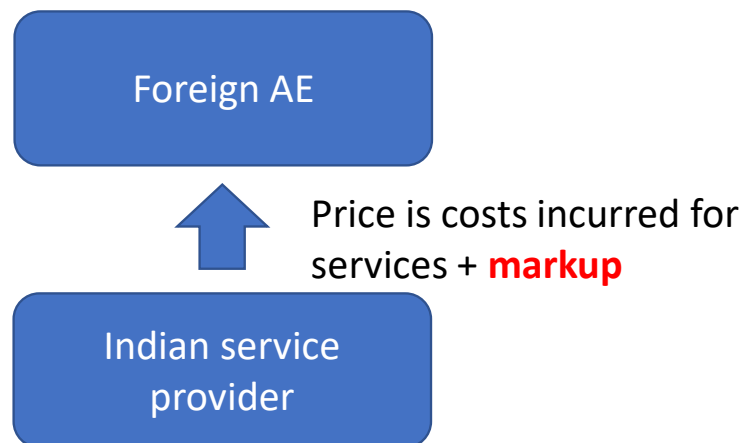 Foreign AE
Price is costs incurred for
services + markup
Indian service
provider